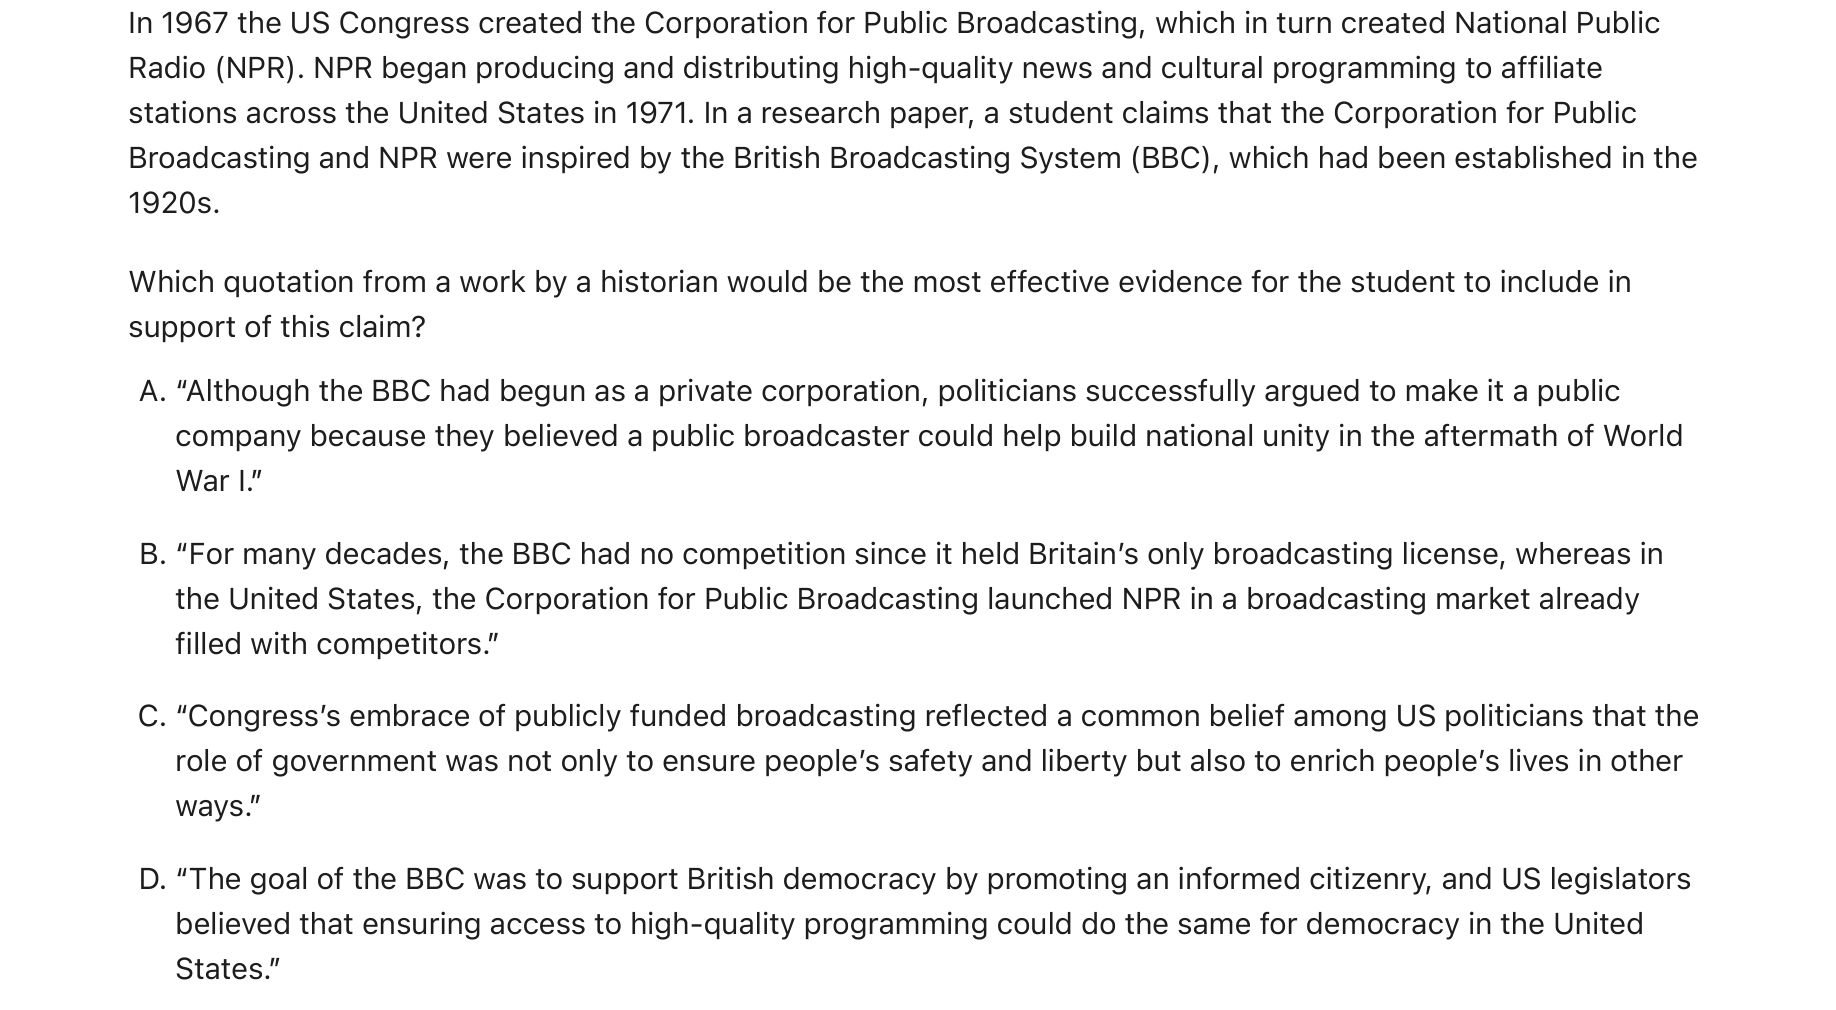 In 1967 the US Congress created the Corporation for Public Broadcasting, which in turn created National Public
Radio (NPR). NPR began producing and distributing high-quality news and cultural programming to affiliate
stations across the United States in 1971. In a research paper, a student claims that the Corporation for Public
Broadcasting and NPR were inspired by the British Broadcasting System (BBC), which had been established in the
1920s.
Which quotation from a work by a historian would be the most effective evidence for the student to include in
support of this claim?
A. “Although the BBC had begun as a private corporation, politicians successfully argued to make it a public
company because they believed a public broadcaster could help build national unity in the aftermath of World
War I.”
B. “For many decades, the BBC had no competition since it held Britain’s only broadcasting license, whereas in
the United States, the Corporation for Public Broadcasting launched NPR in a broadcasting market already
filled with competitors.”
C. “Congress’s embrace of publicly funded broadcasting reflected a common belief among US politicians that the
role of government was not only to ensure people’s safety and liberty but also to enrich people’s lives in other
ways.”
D. “The goal of the BBC was to support British democracy by promoting an informed citizenry, and US legislators
believed that ensuring access to high-quality programming could do the same for democracy in the United
States.”